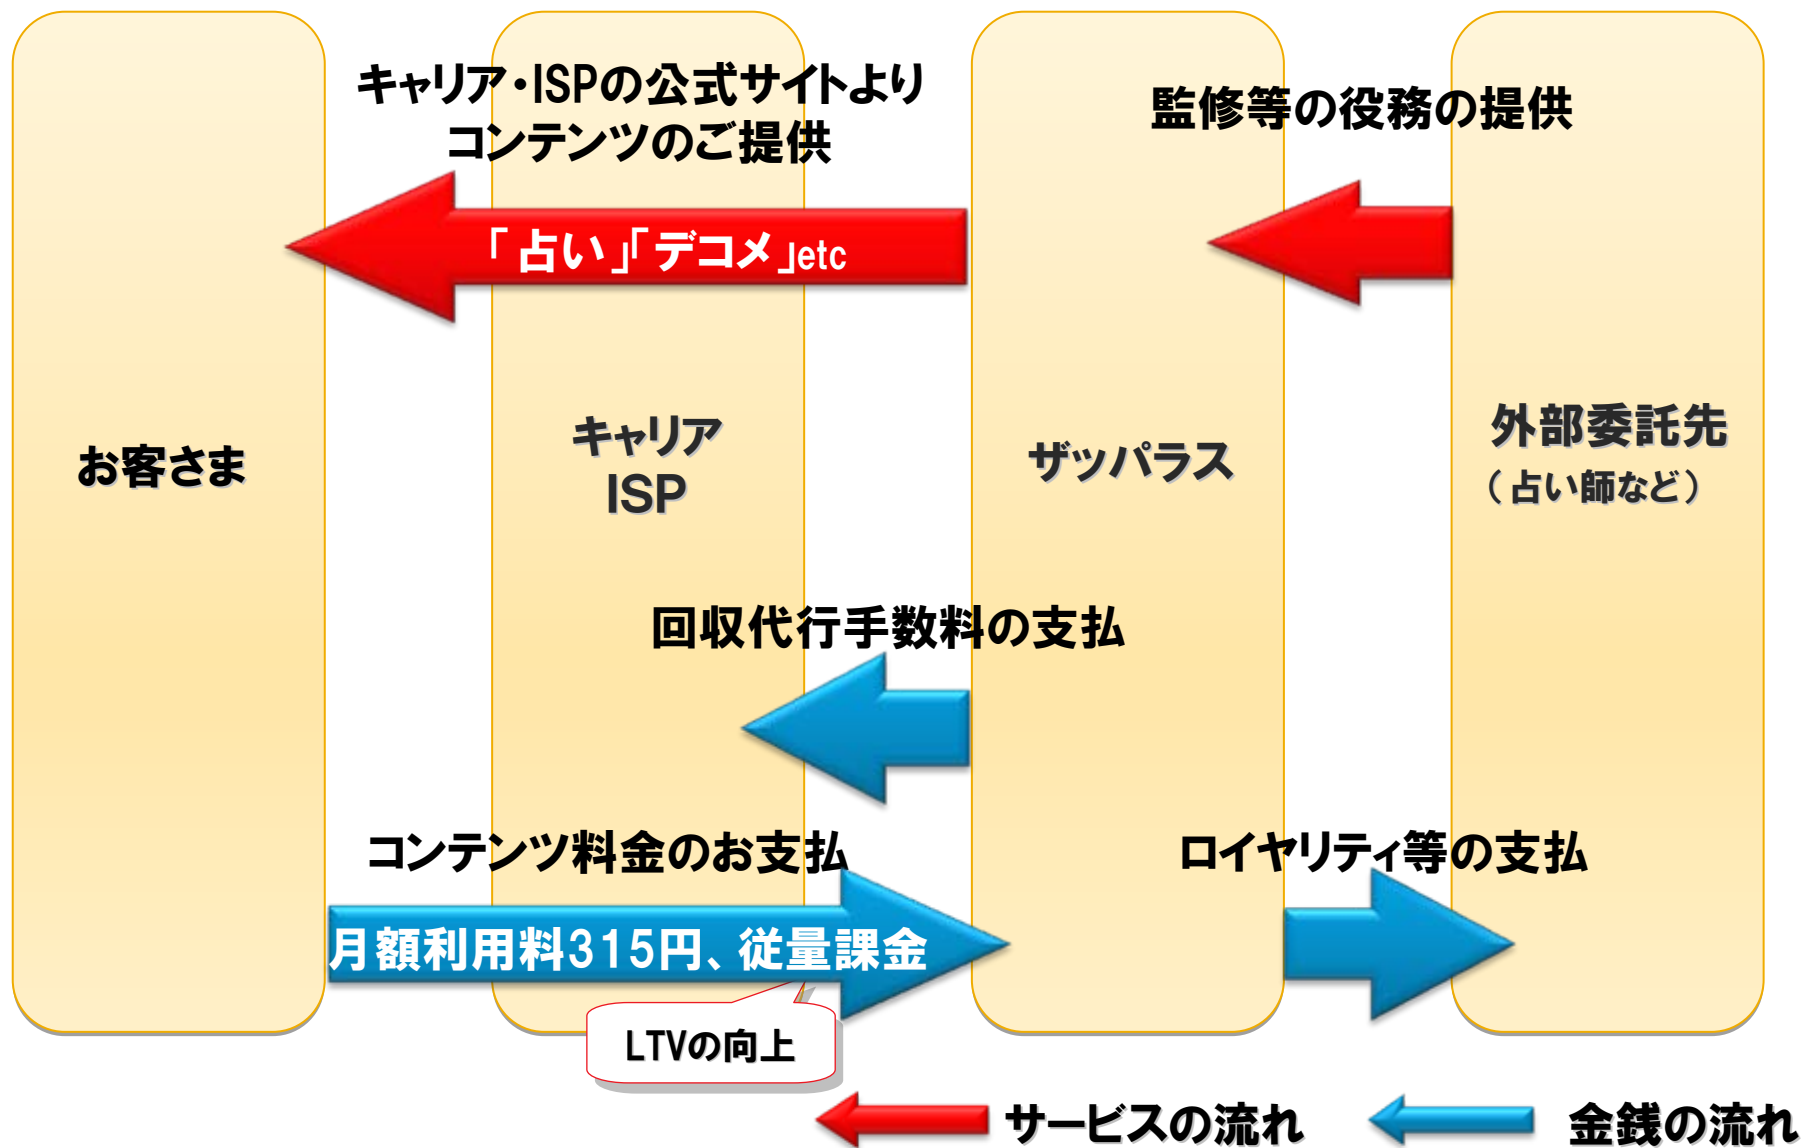 キャリア・ISPの公式サイトより
コンテンツのご提供
監修等の役務の提供
「占い」「デコメ」etc
お客さま
キャリア
ISP
ザッパラス
外部委託先
（占い師など）
回収代行手数料の支払
コンテンツ料金のお支払
ロイヤリティ等の支払
月額利用料315円、従量課金
LTVの向上
サービスの流れ
金銭の流れ